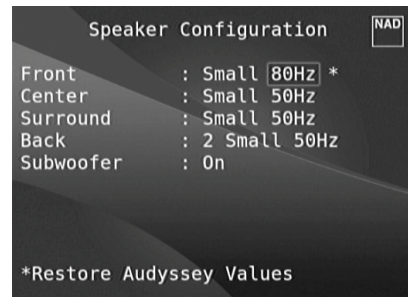 Speaker Configuration
NAD
Front : Small 80Hz *
Center : Small 50Hz
Surround : Small 50Hz
Back : 2 Small 50Hz
Subwoofer : On
*Restore Audyssey Values